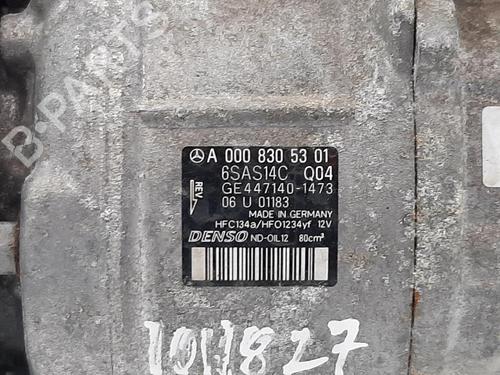 B-PARTS
A 000 830 53 01
6SAS14C Q04
REV.
GE447140-1473
06 U 01183
MADE IN GERMANY
HFC134a/HFO1234yf 12V
DENSO ND-OIL12 80cm³
1011827